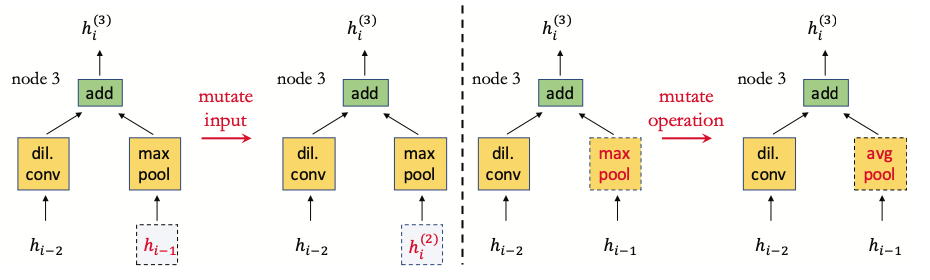 h_i^{(3)}
node 3
add
dil.
conv
max
pool
h_{i-2}
h_{i-1}
mutate
input
h_i^{(3)}
node 3
add
dil.
conv
max
pool
h_{i-2}
h_i^{(2)}
h_i^{(3)}
node 3
add
dil.
conv
max
pool
h_{i-2}
h_{i-1}
mutate
operation
h_i^{(3)}
node 3
add
dil.
conv
avg
pool
h_{i-2}
h_{i-1}